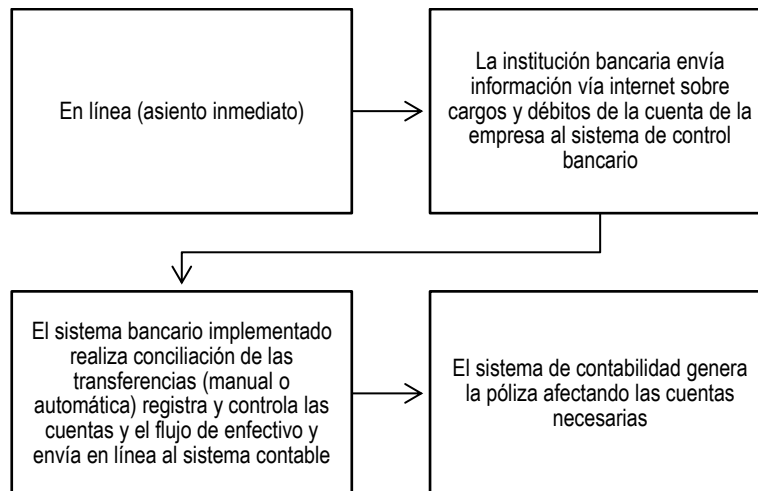 En línea (asiento inmediato)
La institución bancaria envía
información vía internet sobre
cargos y débitos de la cuenta de la
empresa al sistema de control
bancario
El sistema bancario implementado
realiza conciliación de las
transferencias (manual o
automática) registra y controla las
cuentas y el flujo de enfectivo y
envía en línea al sistema contable
El sistema de contabilidad genera
la póliza afectando las cuentas
necesarias